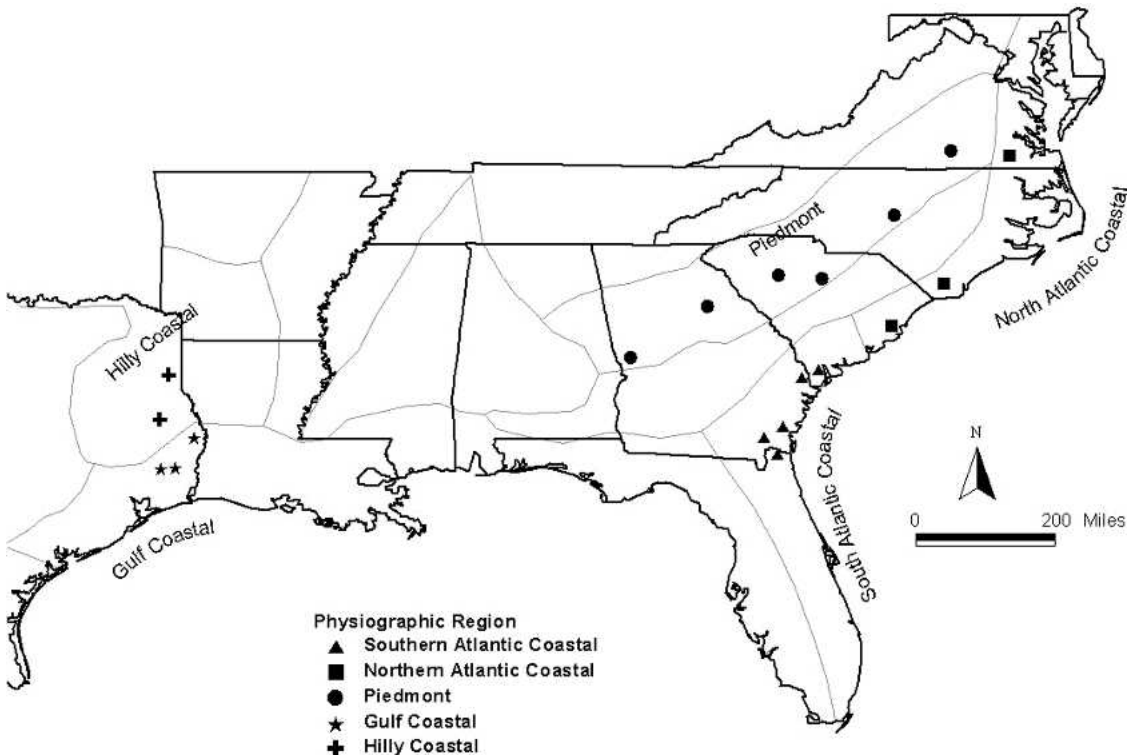 Piedmont
North Atlantic Coastal
Hilly Coastal
South Atlantic Coastal
N
0 200 Miles
Gulf Coastal
Physiographic Region
Southern Atlantic Coastal
Northern Atlantic Coastal
Piedmont
Gulf Coastal
Hilly Coastal